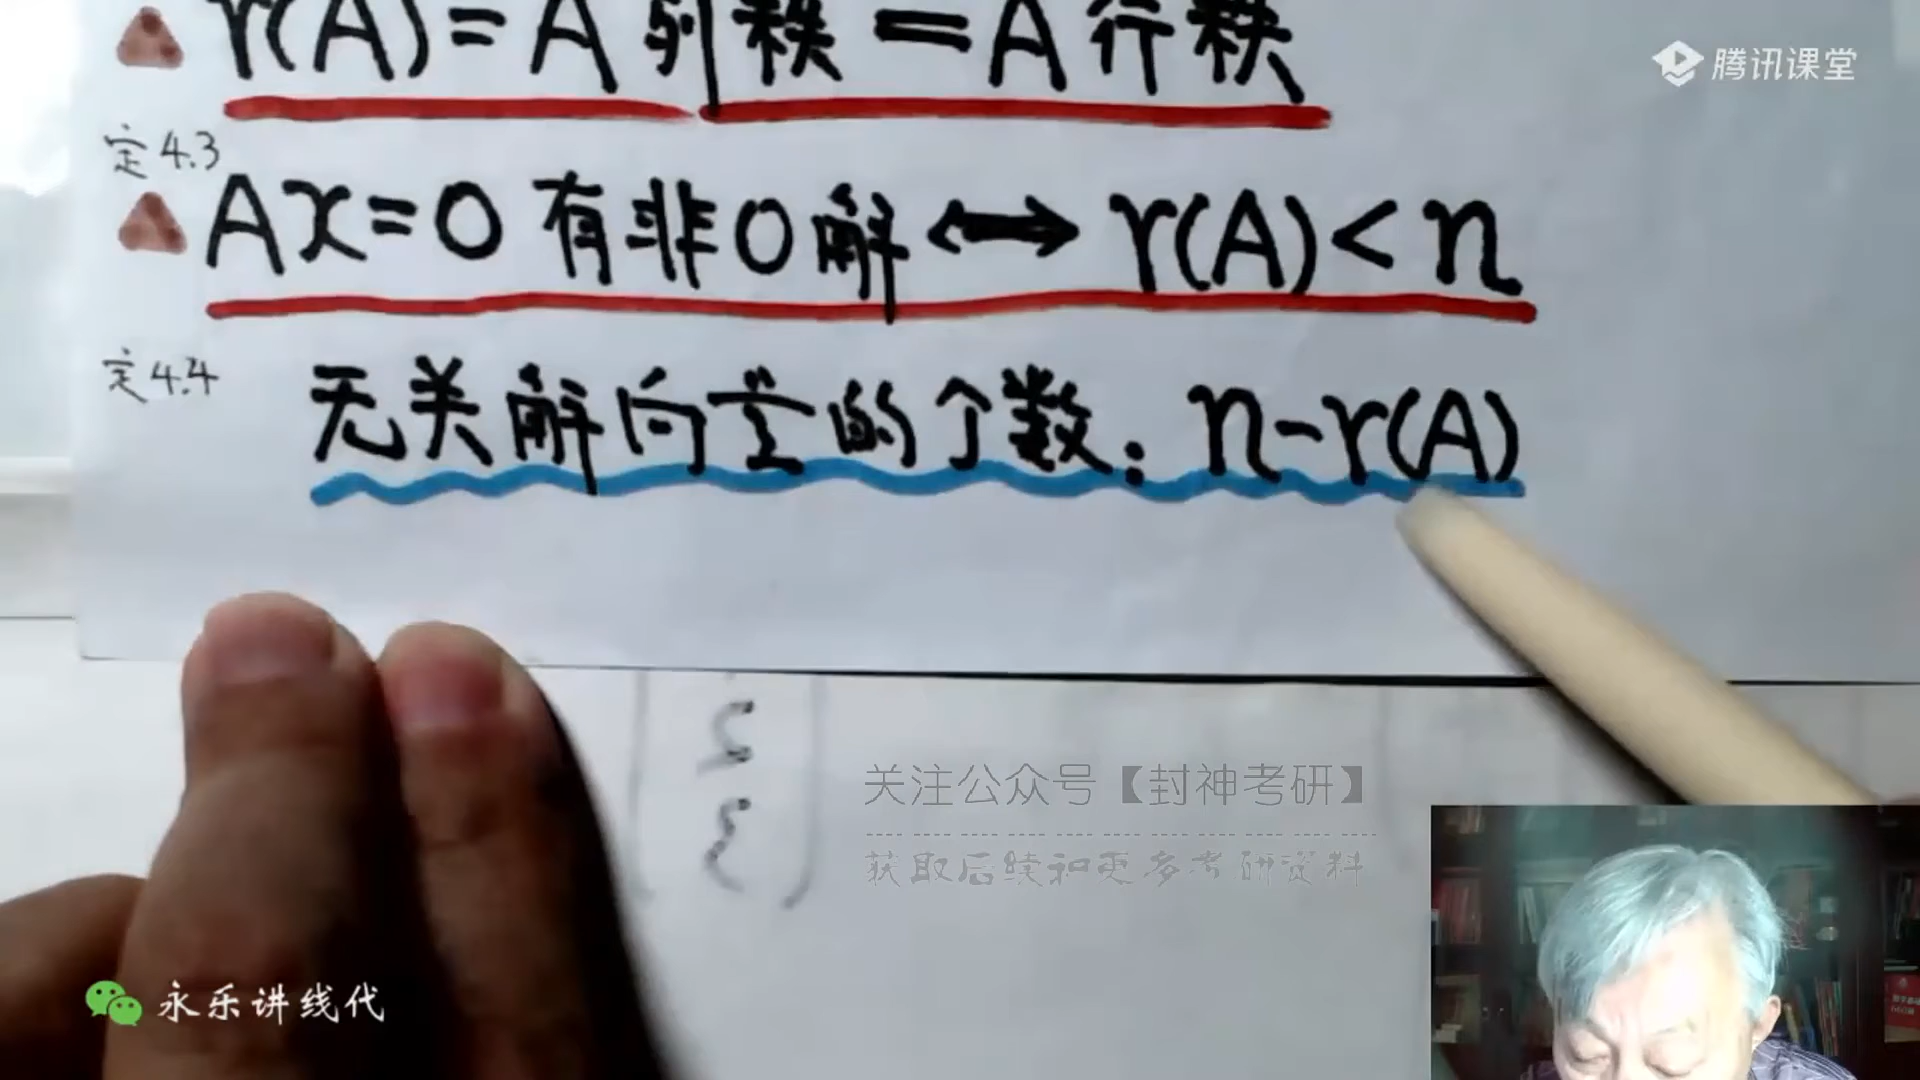 r(A)=A列秩=A行秩
腾讯课堂
定4.3
Ax=0有非0解↔r(A)<n
定4.4
无关解向量的个数:n-r(A)
关注公众号【封神考研】
获取后续和更多考研资料
永乐讲线代